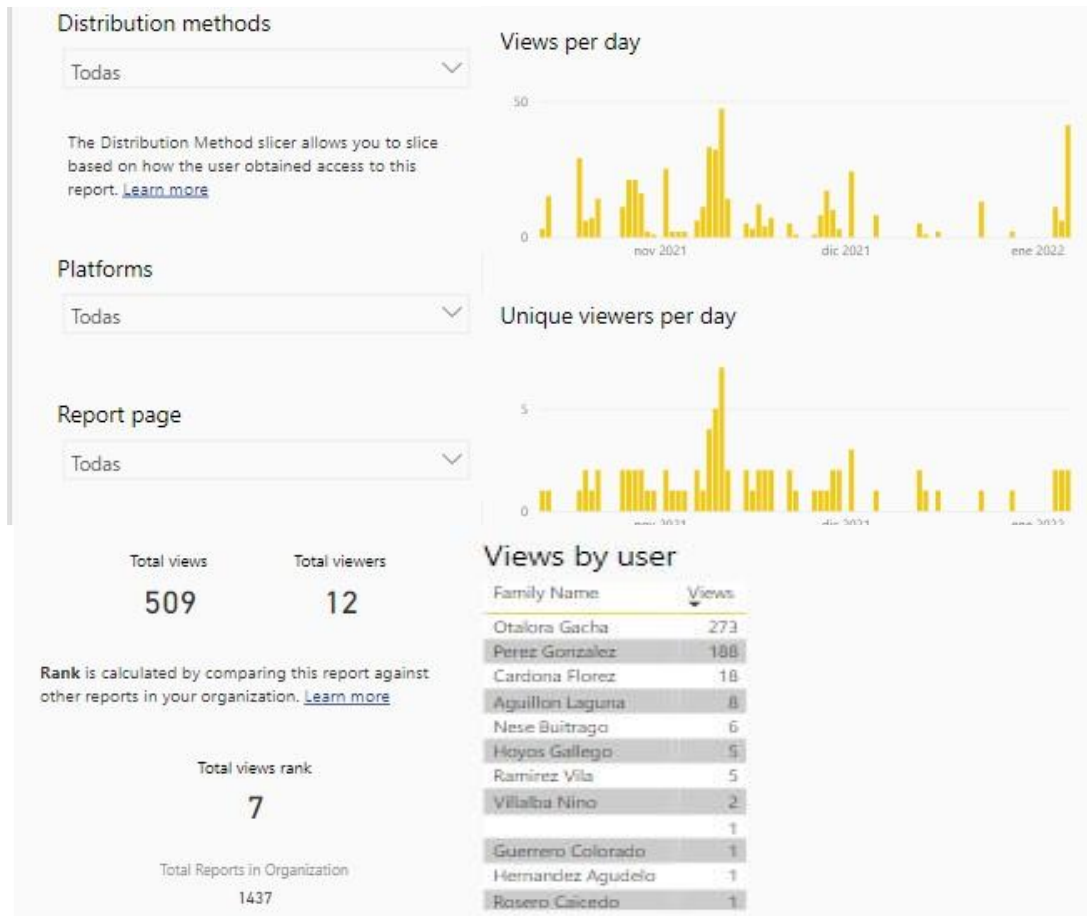 Distribution methods
Todas
The Distribution Method slicer allows you to slice
based on how the user obtained access to this
report. Learn more
Platforms
Todas
Report page
Todas
Views per day
50
0
nov 2021
dic 2021
ene 2022
Unique viewers per day
5
0
nov 2021
dic 2021
ene 2022
Total views
Total viewers
509
12
Rank is calculated by comparing this report against
other reports in your organization. Learn more
Total views rank
7
Total Reports in Organization
1437
Views by user
Family Name Views
Otalora Gacha 273
Perez Gonzalez 188
Cardona Florez 18
Aguillon Laguna 8
Nese Buitrago 6
Hoyos Gallego 5
Ramirez Vila 5
Villalba Nino 2
1
Guerrero Colorado 1
Hernandez Agudelo 1
Rosero Caicedo 1